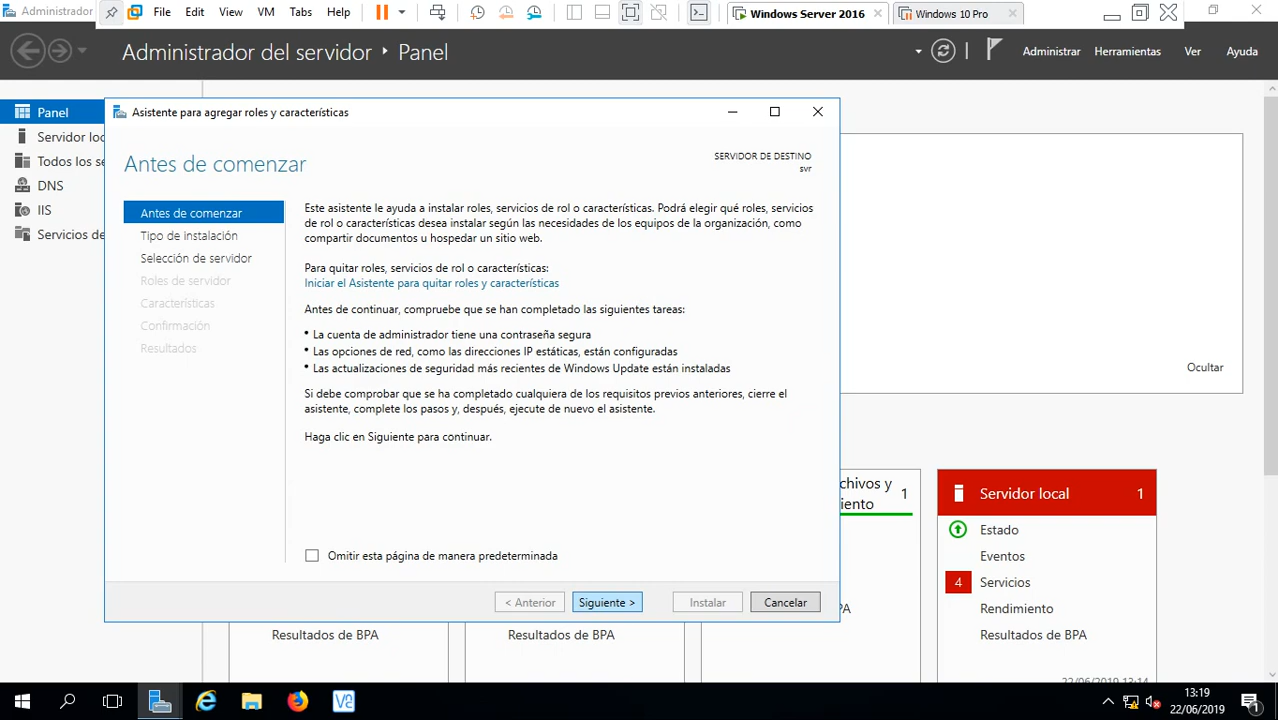 Administrador
File Edit View VM Tabs Help
Windows Server 2016
Windows 10 Pro
Administrador del servidor ‣ Panel
Administrar Herramientas Ver Ayuda
Panel
Servidor loc
Todos los se
DNS
IIS
Servicios de
Asistente para agregar roles y características
Antes de comenzar
SERVIDOR DE DESTINO
svr
Antes de comenzar
Tipo de instalación
Selección de servidor
Roles de servidor
Características
Confirmación
Resultados
Este asistente le ayuda a instalar roles, servicios de rol o características. Podrá elegir qué roles, servicios
de rol o características desea instalar según las necesidades de los equipos de la organización, como
compartir documentos u hospedar un sitio web.
Para quitar roles, servicios de rol o características:
Iniciar el Asistente para quitar roles y características
Antes de continuar, compruebe que se han completado las siguientes tareas:
• La cuenta de administrador tiene una contraseña segura
• Las opciones de red, como las direcciones IP estáticas, están configuradas
• Las actualizaciones de seguridad más recientes de Windows Update están instaladas
Si debe comprobar que se ha completado cualquiera de los requisitos previos anteriores, cierre el
asistente, complete los pasos y, después, ejecute de nuevo el asistente.
Haga clic en Siguiente para continuar.
Omitir esta página de manera predeterminada
< Anterior Siguiente > Instalar Cancelar
Ocultar
chivos y
iento 1
PA
Servidor local 1
Estado
Eventos
4 Servicios
Rendimiento
Resultados de BPA
Resultados de BPA
Resultados de BPA
22/06/2019 13:14
13:19
22/06/2019
1